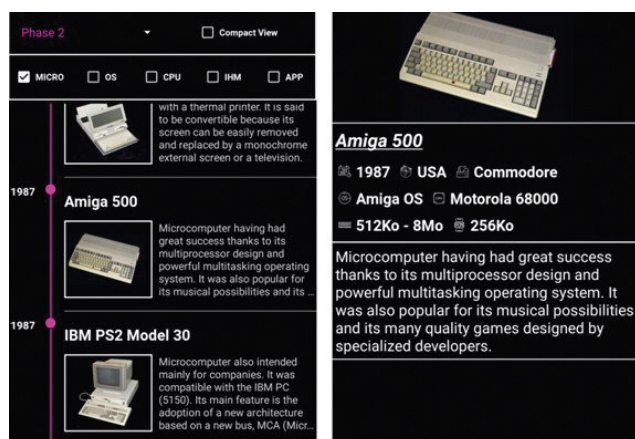 Phase 2
Compact View
MICRO OS CPU IHM APP
with a thermal printer. It is said
to be convertible because its
screen can be easily removed
and replaced by a monochrome
external screen or a television.
1987
Amiga 500
Microcomputer having had
great success thanks to its
multiprocessor design and
powerful multitasking operating
system. It was also popular for
its musical possibilities and its ...
1987
IBM PS2 Model 30
Microcomputer also intended
mainly for companies. It was
compatible with the IBM PC
(5150). Its main feature is the
adoption of a new architecture
based on a new bus, MCA (Micr...
Amiga 500
1987 USA Commodore
Amiga OS Motorola 68000
512Ko - 8Mo 256Ko
Microcomputer having had great success
thanks to its multiprocessor design and
powerful multitasking operating system. It
was also popular for its musical possibilities
and its many quality games designed by
specialized developers.